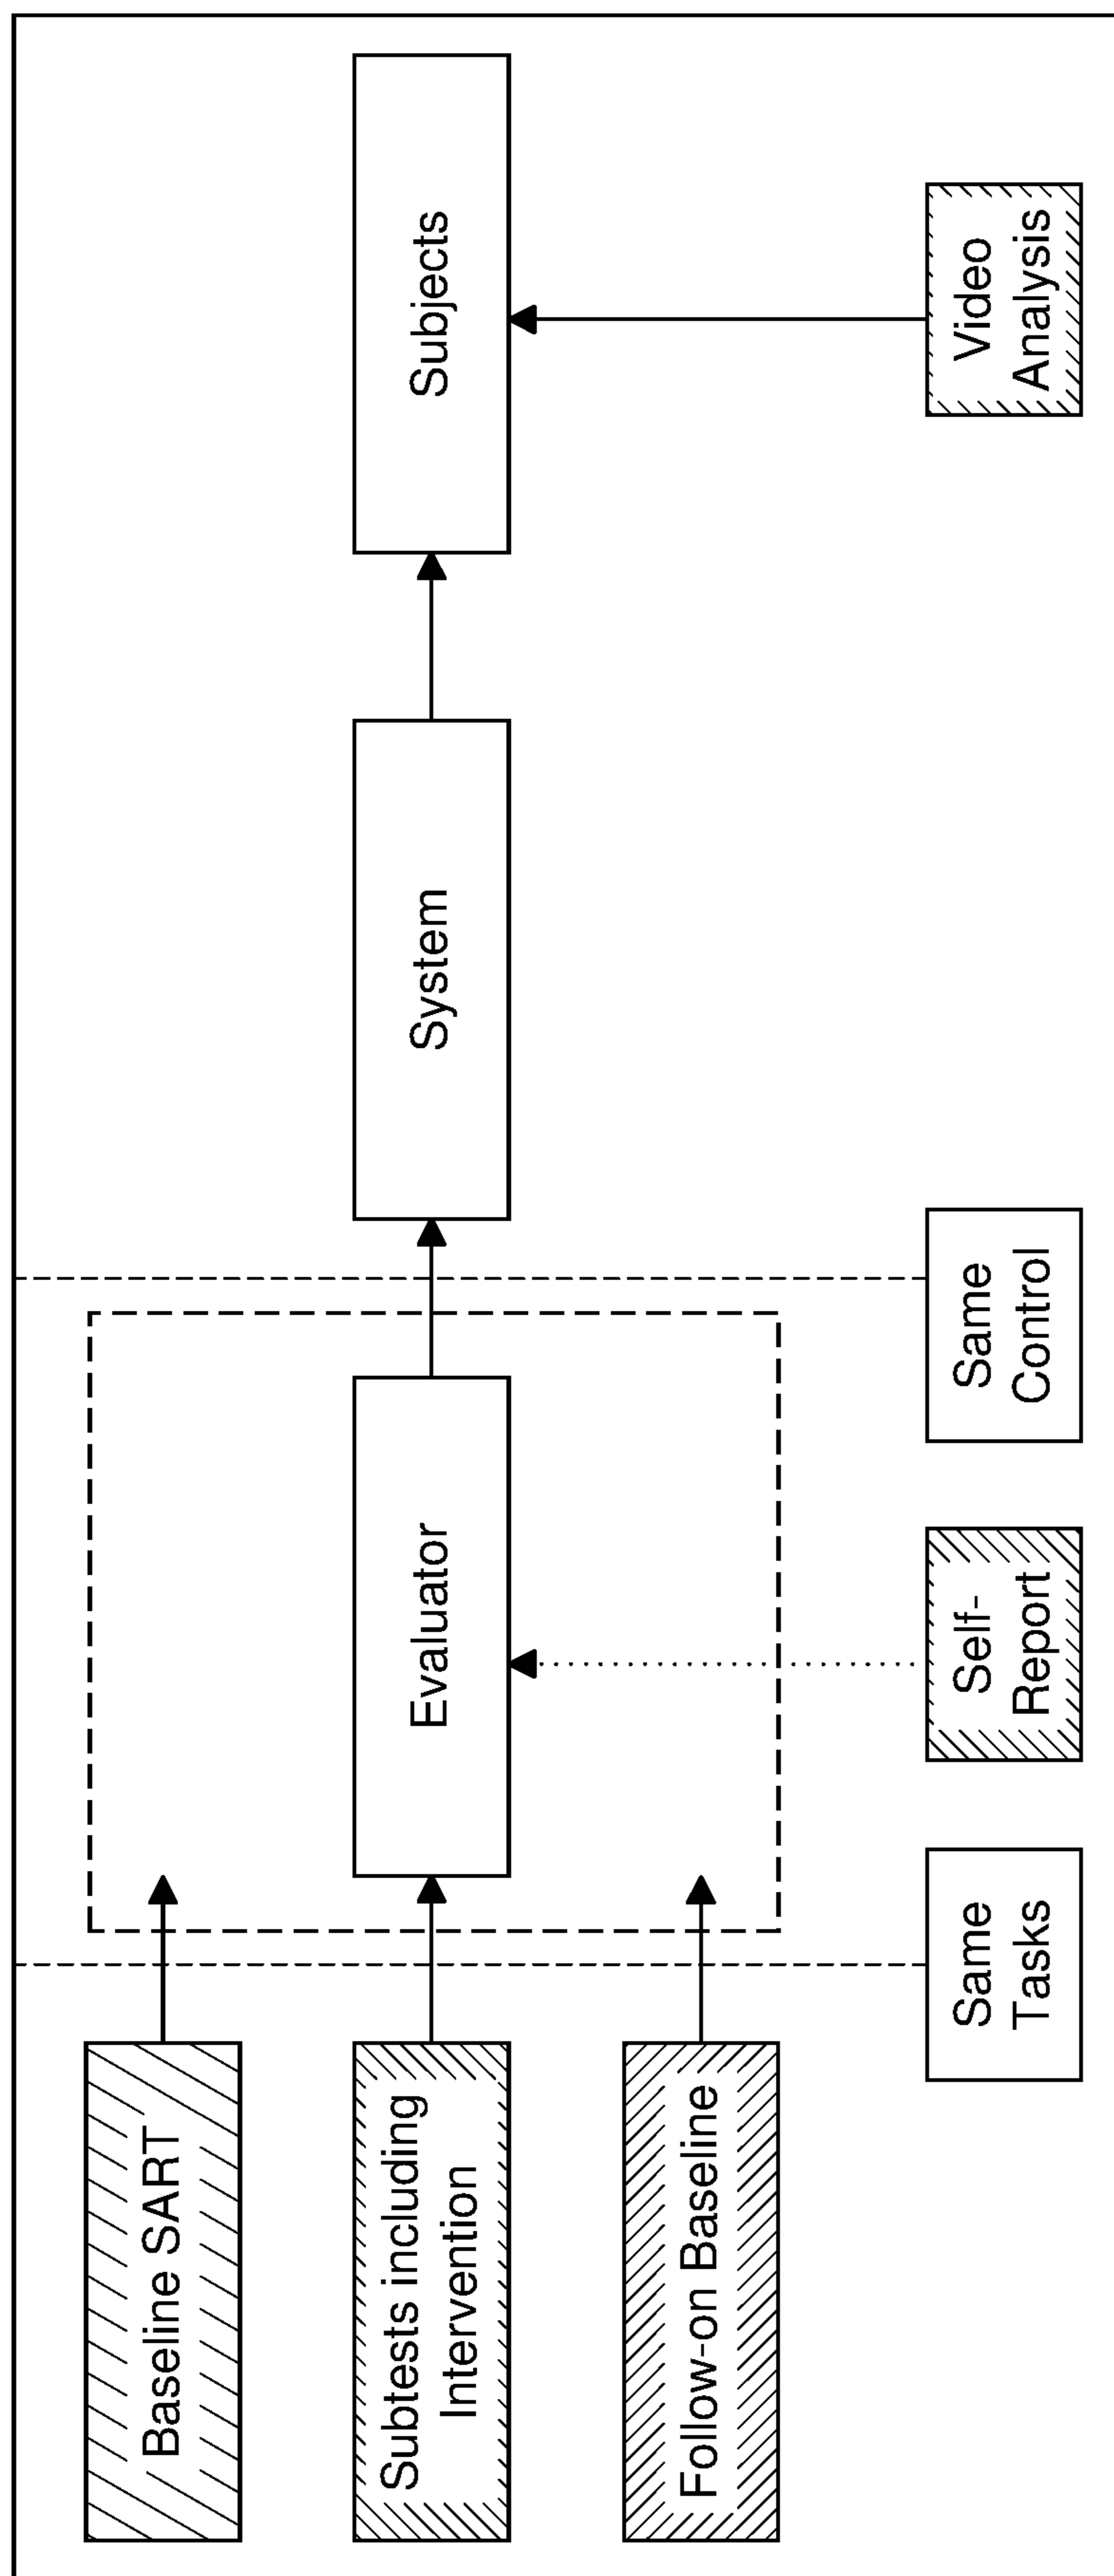 Baseline SART
Subtests including
Intervention
Follow-on Baseline
Evaluator
System
Subjects
Same
Tasks
Self-
Report
Same
Control
Video
Analysis